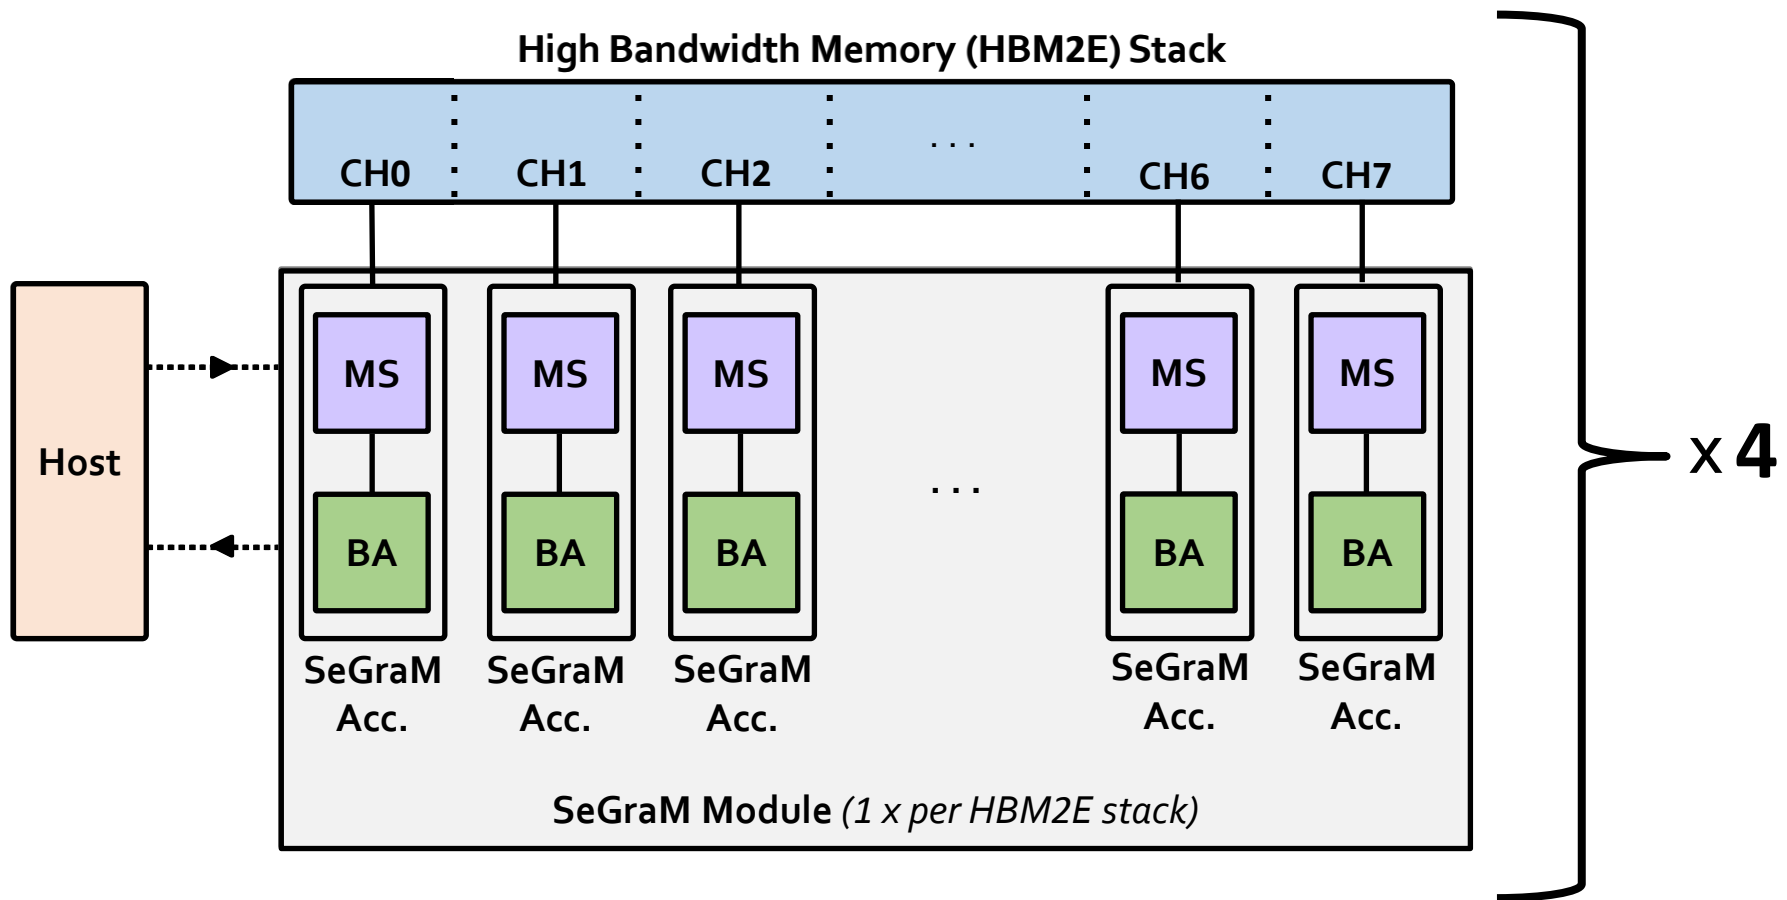 High Bandwidth Memory (HBM2E) Stack
CH0 CH1 CH2 . . . CH6 CH7
MS MS MS MS MS
Host
x 4
. . .
BA BA BA BA BA
SeGraM Acc.
SeGraM Acc.
SeGraM Acc.
SeGraM Acc.
SeGraM Acc.
SeGraM Module (1 x per HBM2E stack)